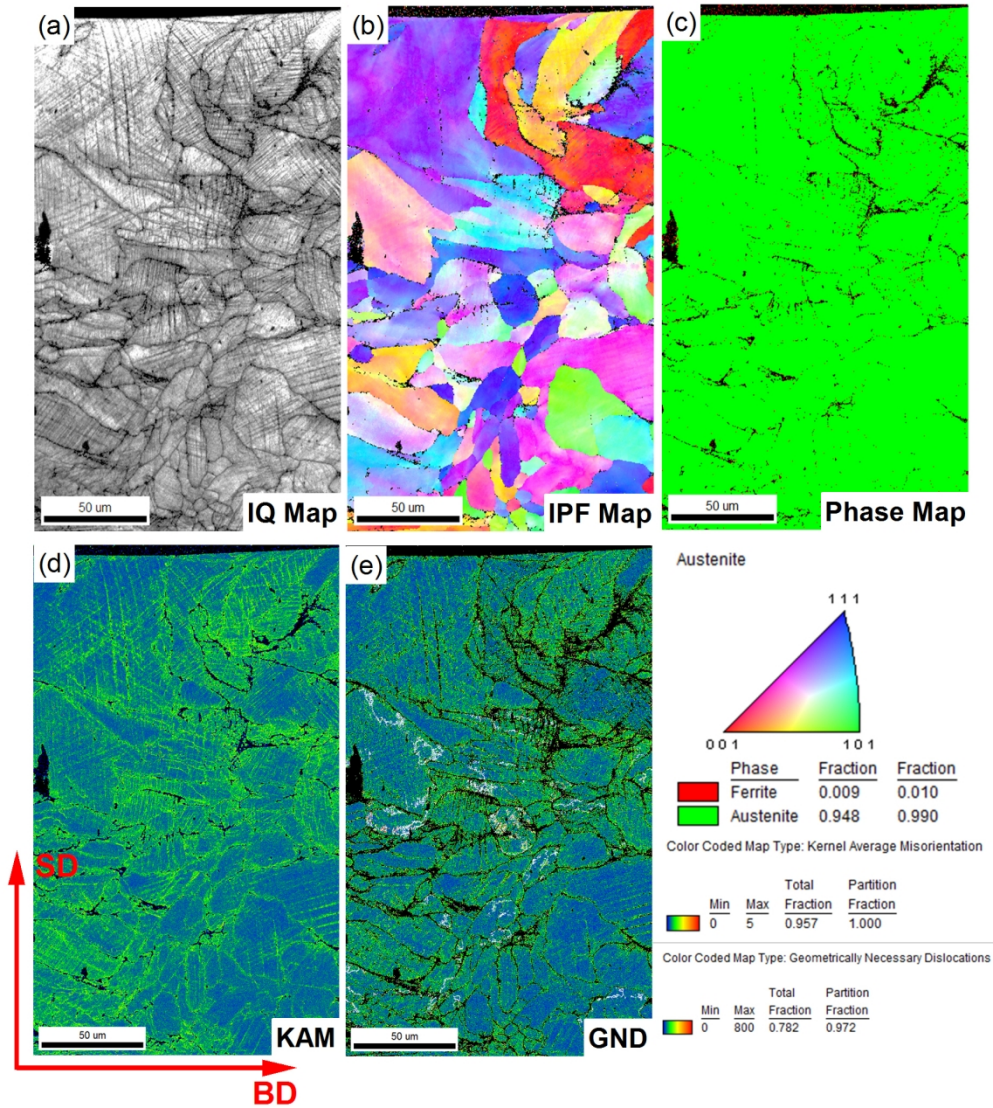 (a)
(b)
(c)
50 um
IQ Map
50 um
IPF Map
50 um
Phase Map
(d)
(e)
Austenite
1 1 1
0 0 1
1 0 1
Phase Fraction Fraction
Ferrite 0.009 0.010
Austenite 0.948 0.990
Color Coded Map Type: Kernel Average Misorientation
Total Partition
Min Max Fraction Fraction
0 5 0.957 1.000
Color Coded Map Type: Geometrically Necessary Dislocations
Total Partition
Min Max Fraction Fraction
0 800 0.782 0.972
SD
50 um
KAM
50 um
GND
BD